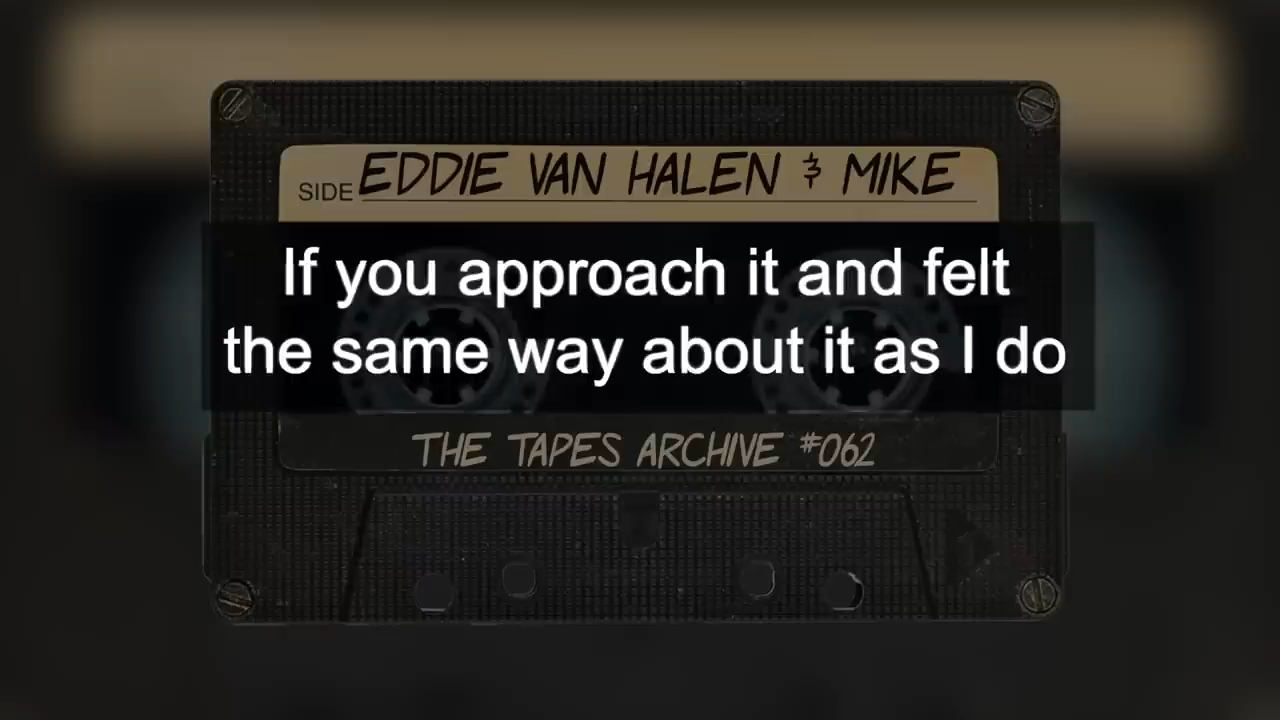 SIDE EDDIE VAN HALEN & MIKE
If you approach it and felt
the same way about it as I do
THE TAPES ARCHIVE #062